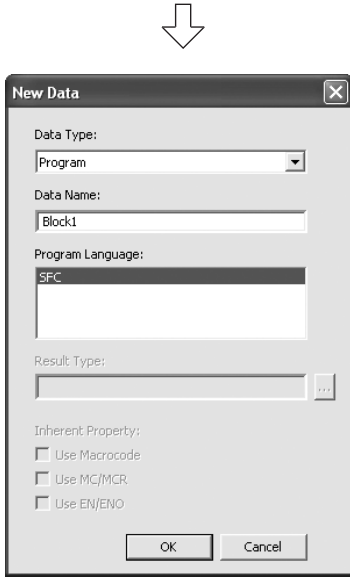 New Data
Data Type:
Program
Data Name:
Block1
Program Language:
SFC
Result Type:
...
Inherent Property:
Use Macrocode
Use MC/MCR
Use EN/ENO
OK Cancel